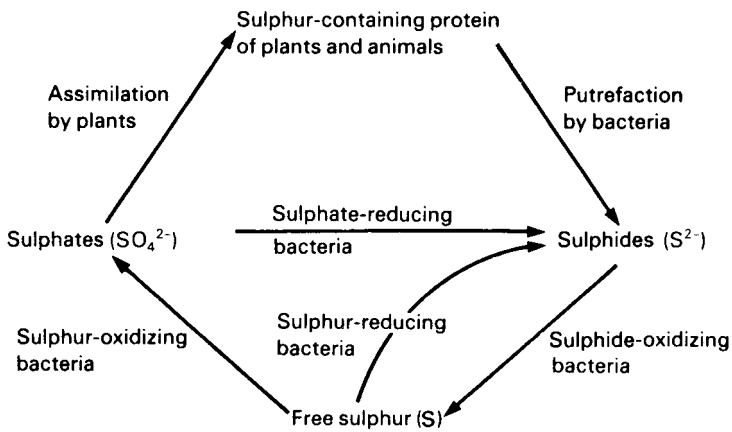 Sulphur-containing protein
of plants and animals
Assimilation
by plants
Putrefaction
by bacteria
Sulphate-reducing
bacteria
Sulphates (SO₄²⁻)
Sulphides (S²⁻)
Sulphur-reducing
bacteria
Sulphur-oxidizing
bacteria
Sulphide-oxidizing
bacteria
Free sulphur (S)